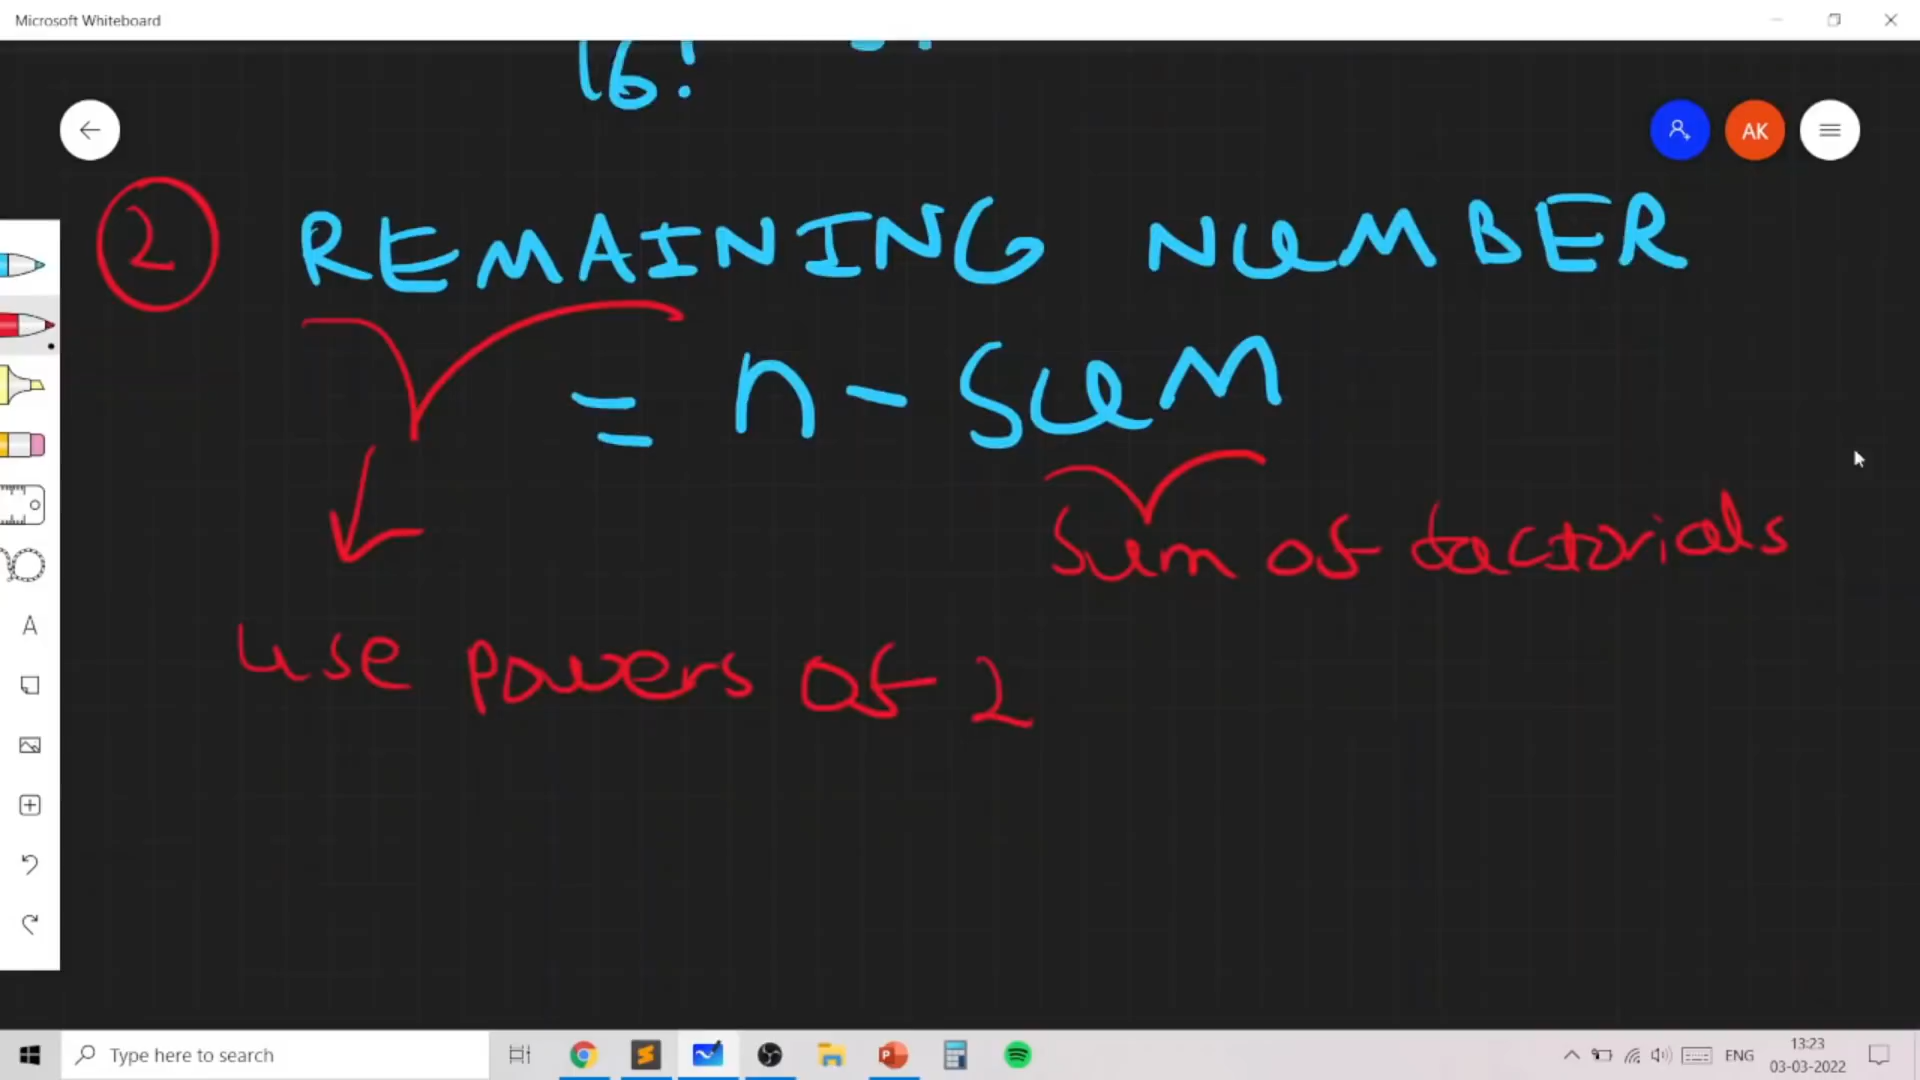 Microsoft Whiteboard
16!
AK
2 REMAINING NUMBER
= n - SUM
Sum of factorials
use powers of 2
A
Type here to search
ENG
13:23
03-03-2022